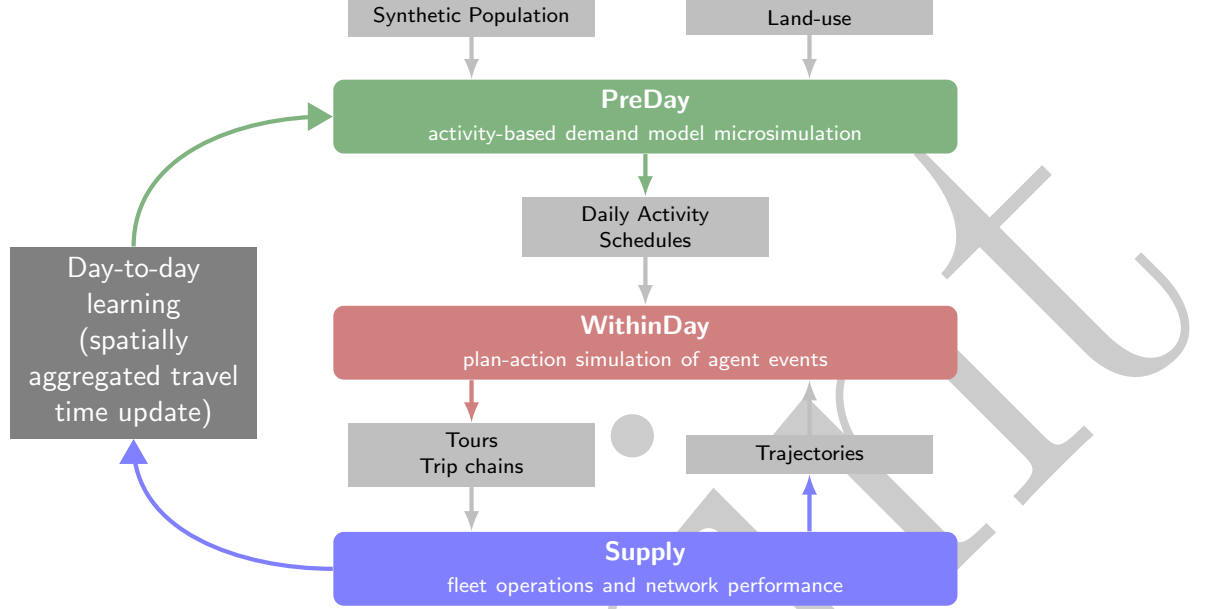 Synthetic Population
Land-use
PreDay
activity-based demand model microsimulation
Daily Activity
Schedules
Day-to-day
learning
(spatially
aggregated travel
time update)
WithinDay
plan-action simulation of agent events
Tours
Trip chains
Trajectories
Supply
fleet operations and network performance